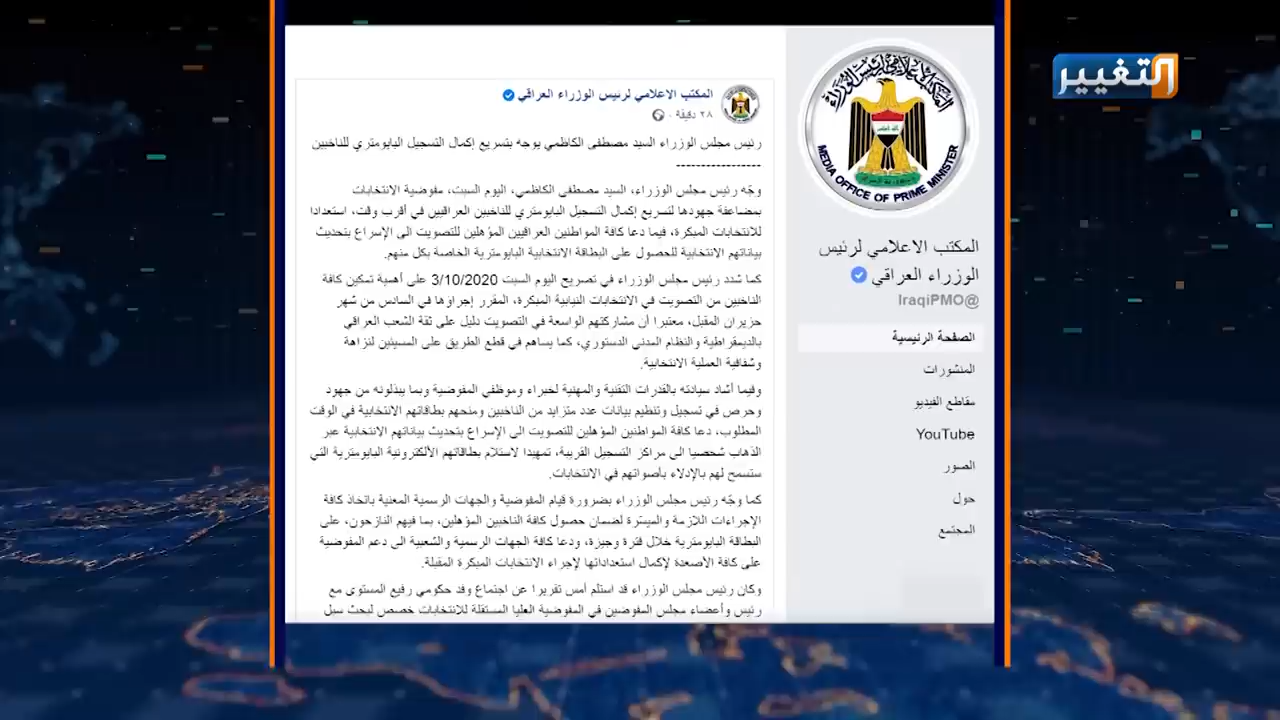 التغيير
المكتب الاعلامي لرئيس الوزراء العراقي
٢٨ دقيقة ·
رئيس مجلس الوزراء السيد مصطفى الكاظمي يوجه بتسريع إكمال التسجيل البايومتري للناخبين
-----------------
وجّه رئيس مجلس الوزراء، السيد مصطفى الكاظمي، اليوم السبت، مفوضية الانتخابات
بمضاعفة جهودها لتسريع إكمال التسجيل البايومتري للناخبين العراقيين في أقرب وقت، استعدادا
للانتخابات المبكرة، فيما دعا كافة المواطنين العراقيين المؤهلين للتصويت الى الإسراع بتحديث
بياناتهم الانتخابية للحصول على البطاقة الانتخابية البايومترية الخاصة بكل منهم.
كما شدد رئيس مجلس الوزراء في تصريح اليوم السبت 3/10/2020 على أهمية تمكين كافة
الناخبين من التصويت في الانتخابات النيابية المبكرة، المقرر إجراؤها في السادس من شهر
حزيران المقبل، معتبرا أن مشاركتهم الواسعة في التصويت دليل على ثقة الشعب العراقي
بالديمقراطية والنظام المدني الدستوري، كما يساهم في قطع الطريق على المسيئين لنزاهة
وشفافية العملية الانتخابية.
وفيما أشاد سيادته بالقدرات التقنية والمهنية لخبراء وموظفي المفوضية وبما يبذلونه من جهود
وحرص في تسجيل وتنظيم بيانات عدد متزايد من الناخبين ومنحهم بطاقاتهم الانتخابية في الوقت
المطلوب، دعا كافة المواطنين المؤهلين للتصويت الى الإسراع بتحديث بياناتهم الانتخابية عبر
الذهاب شخصيا الى مراكز التسجيل القريبة، تمهيدا لاستلام بطاقاتهم الألكترونية البايومترية التي
ستسمح لهم بالإدلاء بأصواتهم في الانتخابات.
كما وجّه رئيس مجلس الوزراء بضرورة قيام المفوضية والجهات الرسمية المعنية باتخاذ كافة
الإجراءات اللازمة والميسّرة لضمان حصول كافة الناخبين المؤهلين، بما فيهم النازحون، على
البطاقة البايومترية خلال فترة وجيزة، ودعا كافة الجهات الرسمية والشعبية الى دعم المفوضية
على كافة الأصعدة لإكمال استعداداتها لإجراء الانتخابات المبكرة المقبلة.
وكان رئيس مجلس الوزراء قد استلم أمس تقريرا عن اجتماع وفد حكومي رفيع المستوى مع
رئيس وأعضاء مجلس المفوضين في المفوضية العليا المستقلة للانتخابات خصص لبحث سبل
المكتب الاعلامي لرئيس الوزراء
MEDIA OFFICE OF PRIME MINISTER
المكتب الاعلامي لرئيس
الوزراء العراقي
@IraqiPMO
الصفحة الرئيسية
المنشورات
مقاطع الفيديو
YouTube
الصور
حول
المجتمع